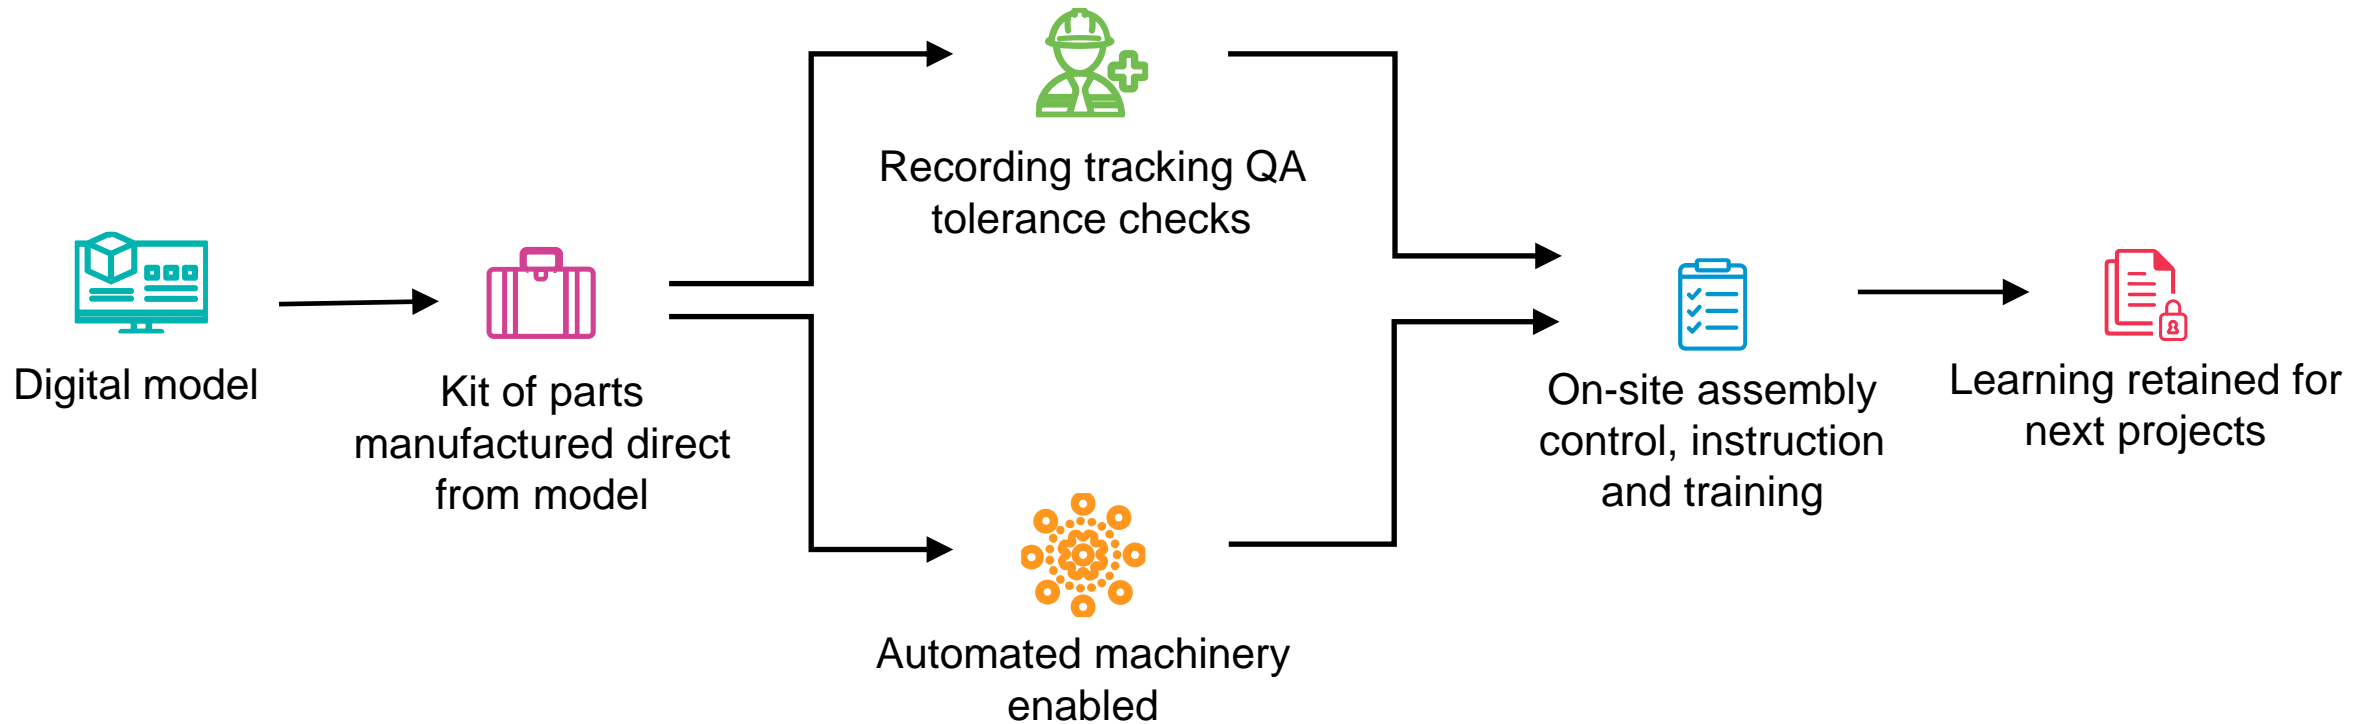 Digital model
Kit of parts
manufactured direct
from model
Recording tracking QA
tolerance checks
Automated machinery
enabled
On-site assembly
control, instruction
and training
Learning retained for
next projects